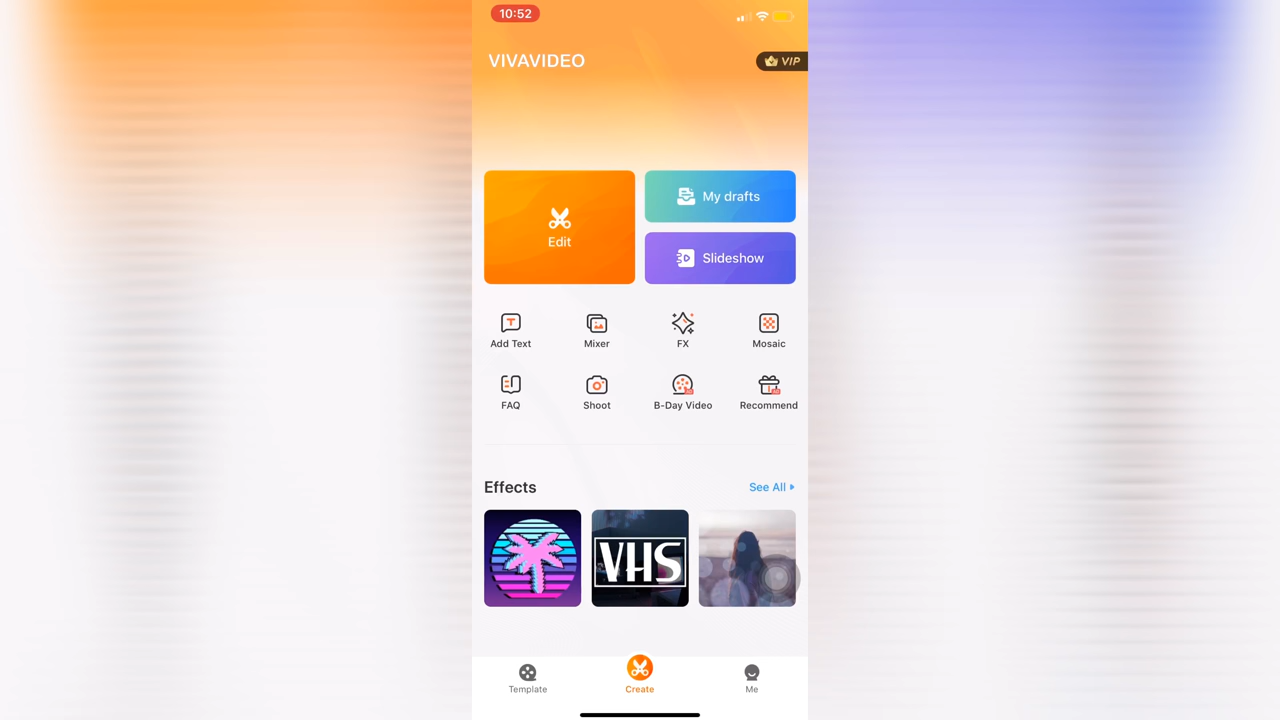 10:52
VIVAVIDEO
VIP
Edit
My drafts
Slideshow
Add Text
Mixer
FX
Mosaic
FAQ
Shoot
B-Day Video
Recommend
Effects
See All
VHS
Template
Create
Me